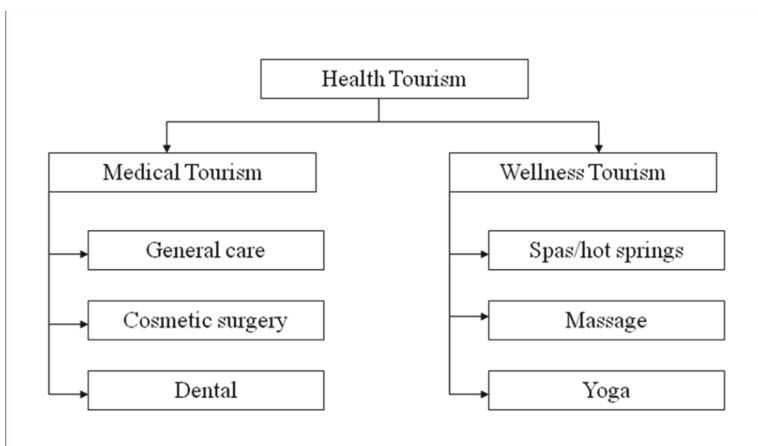 Health Tourism
Medical Tourism
Wellness Tourism
General care
Spas/hot springs
Cosmetic surgery
Massage
Dental
Yoga